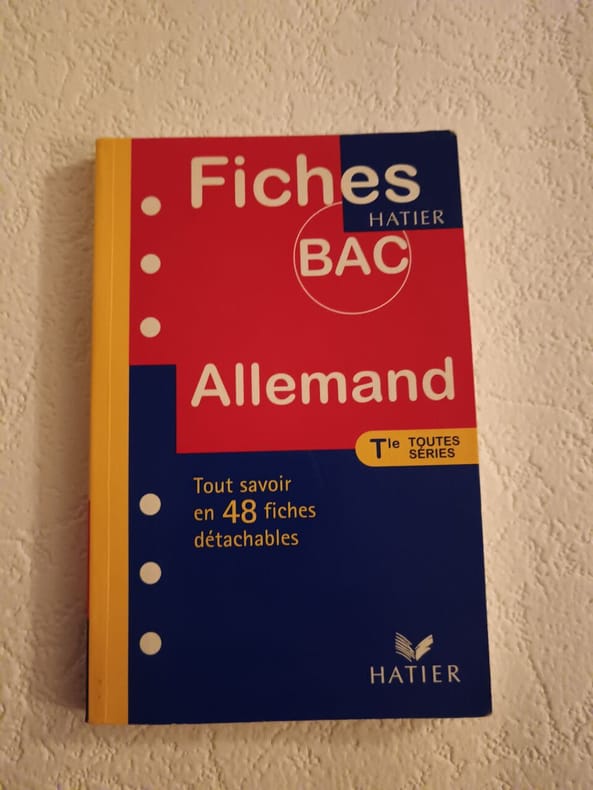 Fiches
HATIER
BAC
Allemand
Tle TOUTES
SÉRIES
Tout savoir
en 48 fiches
détachables
HATIER